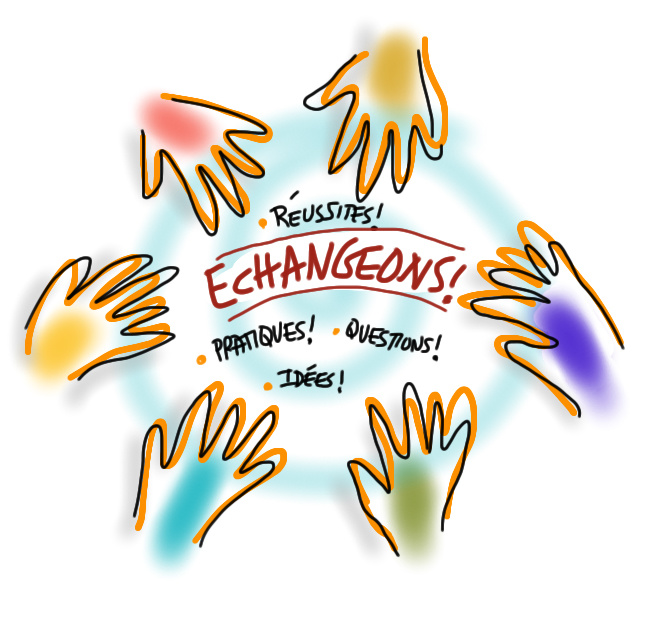 • RÉUSSITES!
ECHANGEONS!
• PRATIQUES! • QUESTIONS!
• IDÉES!